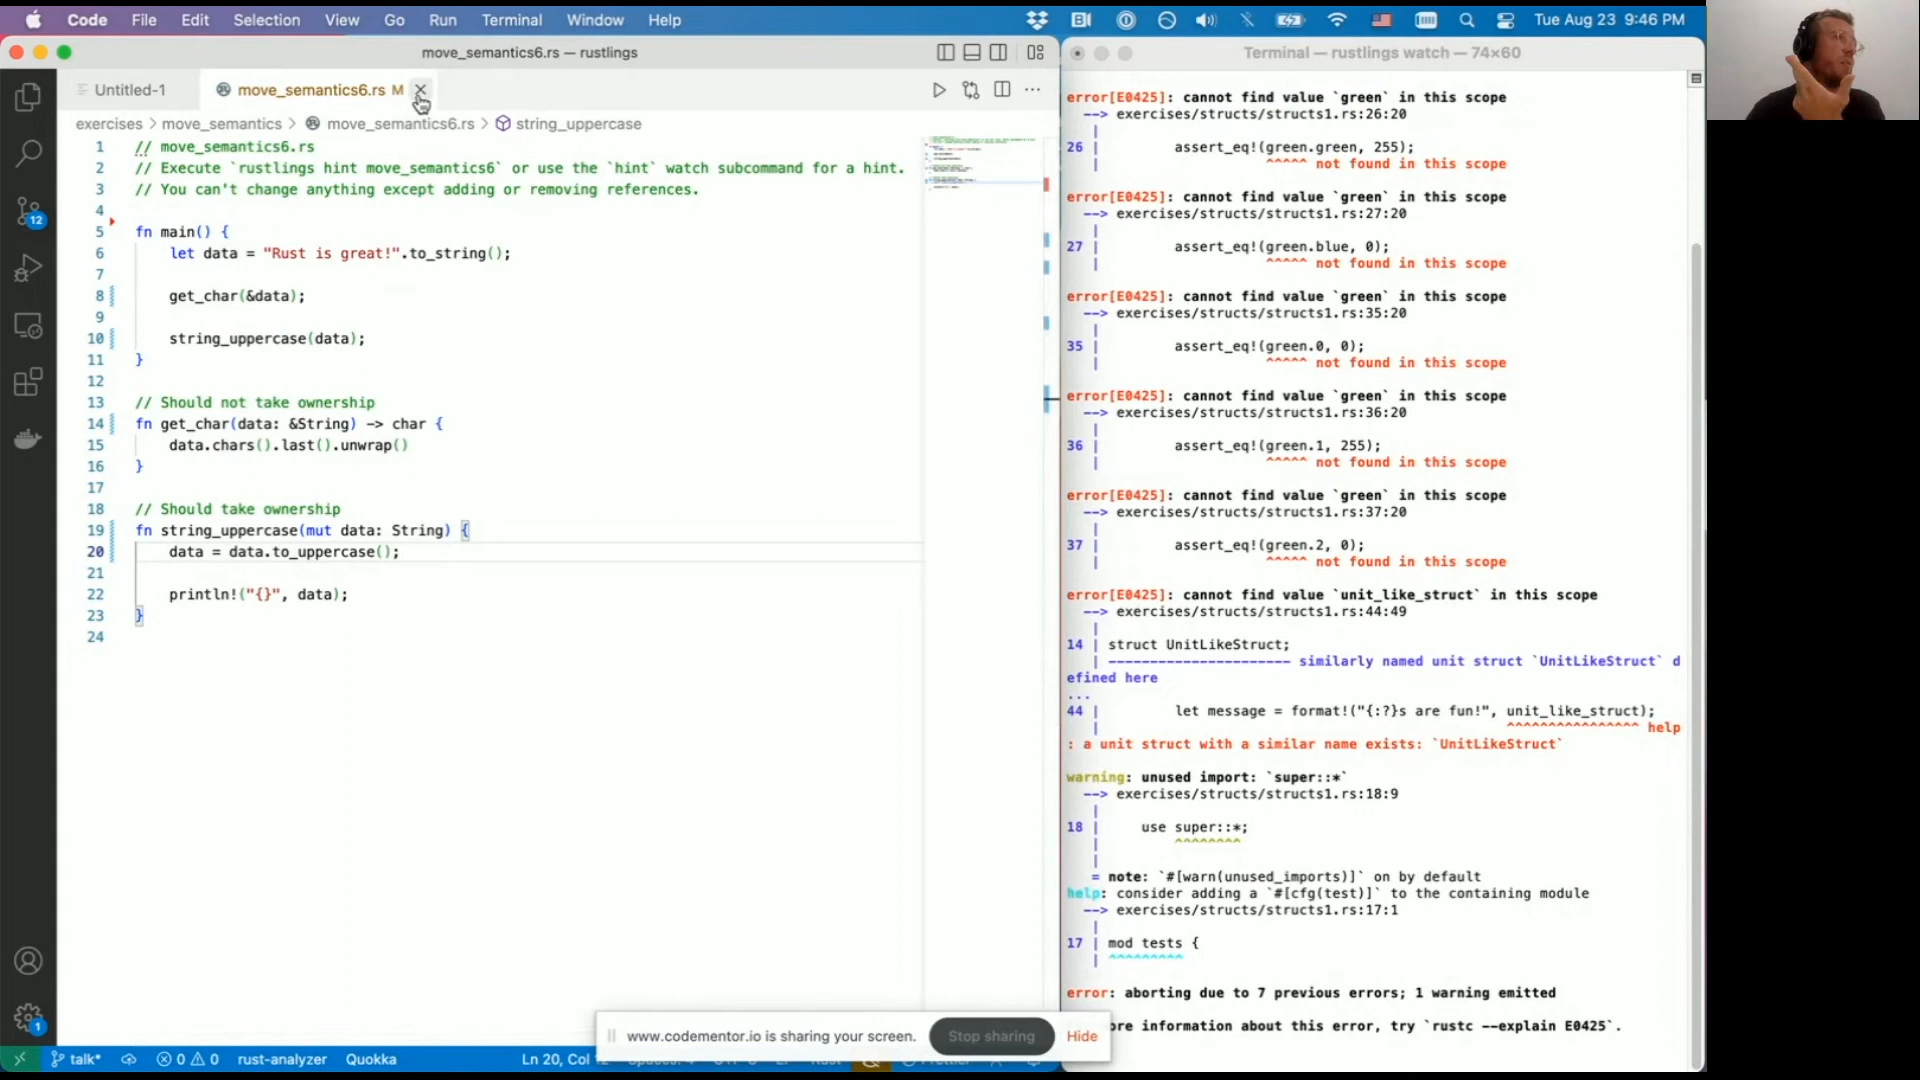 Code File Edit Selection View Go Run Terminal Window Help Tue Aug 23 9:46 PM
move_semantics6.rs — rustlings
Untitled-1 move_semantics6.rs M
exercises > move_semantics > move_semantics6.rs > string_uppercase
1 // move_semantics6.rs
2 // Execute `rustlings hint move_semantics6` or use the `hint` watch subcommand for a hint.
3 // You can't change anything except adding or removing references.
4
5 fn main() {
6 let data = "Rust is great!".to_string();
7
8 get_char(&data);
9
10 string_uppercase(data);
11 }
12
13 // Should not take ownership
14 fn get_char(data: &String) -> char {
15 data.chars().last().unwrap()
16 }
17
18 // Should take ownership
19 fn string_uppercase(mut data: String) {
20 data = data.to_uppercase();
21
22 println!("{}", data);
23 }
24
12
1
talk* 0 0 rust-analyzer Quokka Ln 20, Col
Terminal — rustlings watch — 74×60
error[E0425]: cannot find value `green` in this scope
--> exercises/structs/structs1.rs:26:20
|
26 | assert_eq!(green.green, 255);
| ^^^^^ not found in this scope
error[E0425]: cannot find value `green` in this scope
--> exercises/structs/structs1.rs:27:20
|
27 | assert_eq!(green.blue, 0);
| ^^^^^ not found in this scope
error[E0425]: cannot find value `green` in this scope
--> exercises/structs/structs1.rs:35:20
|
35 | assert_eq!(green.0, 0);
| ^^^^^ not found in this scope
error[E0425]: cannot find value `green` in this scope
--> exercises/structs/structs1.rs:36:20
|
36 | assert_eq!(green.1, 255);
| ^^^^^ not found in this scope
error[E0425]: cannot find value `green` in this scope
--> exercises/structs/structs1.rs:37:20
|
37 | assert_eq!(green.2, 0);
| ^^^^^ not found in this scope
error[E0425]: cannot find value `unit_like_struct` in this scope
--> exercises/structs/structs1.rs:44:49
|
14 | struct UnitLikeStruct;
| ---------------------- similarly named unit struct `UnitLikeStruct` d
efined here
...
44 | let message = format!("{:?}s are fun!", unit_like_struct);
| ^^^^^^^^^^^^^^^^ help
: a unit struct with a similar name exists: `UnitLikeStruct`
warning: unused import: `super::*`
--> exercises/structs/structs1.rs:18:9
|
18 | use super::*;
| ^^^^^^^^
|
= note: `#[warn(unused_imports)]` on by default
help: consider adding a `#[cfg(test)]` to the containing module
--> exercises/structs/structs1.rs:17:1
|
17 | mod tests {
| ^^^^^^^^^
error: aborting due to 7 previous errors; 1 warning emitted
ore information about this error, try `rustc --explain E0425`.
www.codementor.io is sharing your screen. Stop sharing Hide